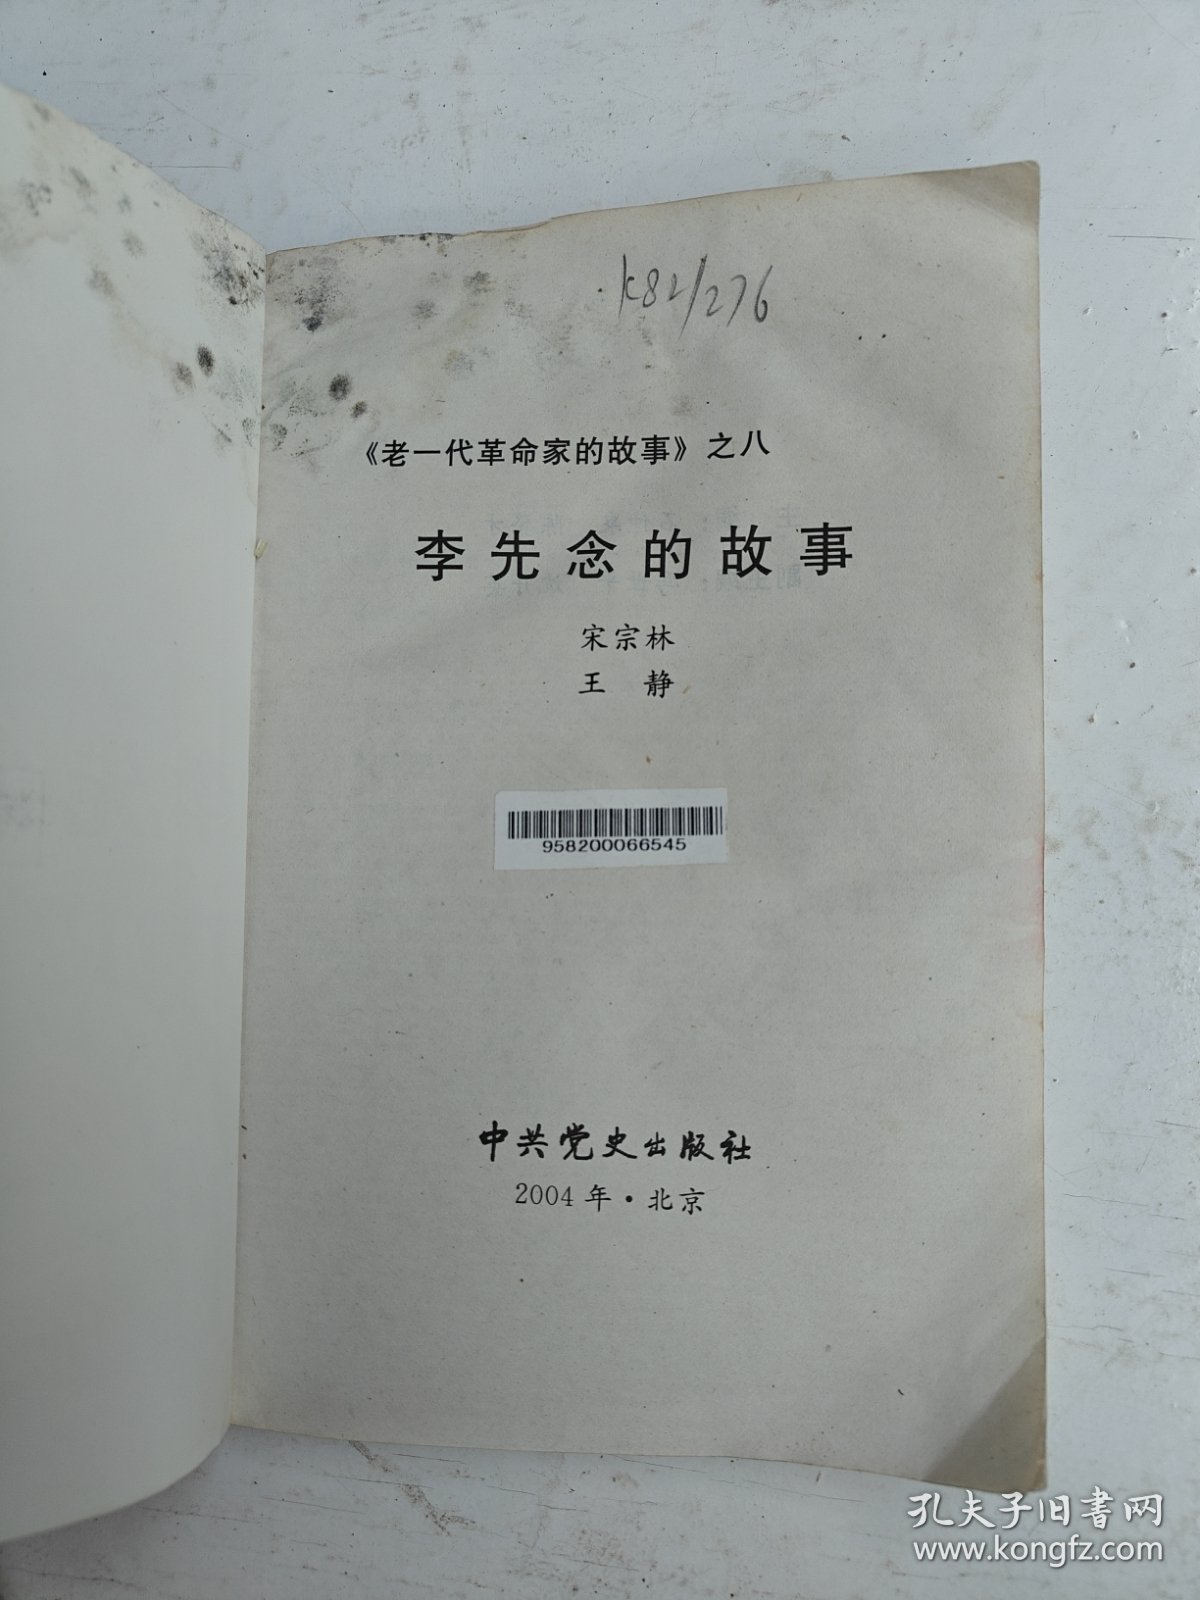 k82/276
《老一代革命家的故事》之八
李先念的故事
宋宗林
王 静
958200066545
中共党史出版社
2004年·北京
孔夫子旧书网
www.kongfz.com